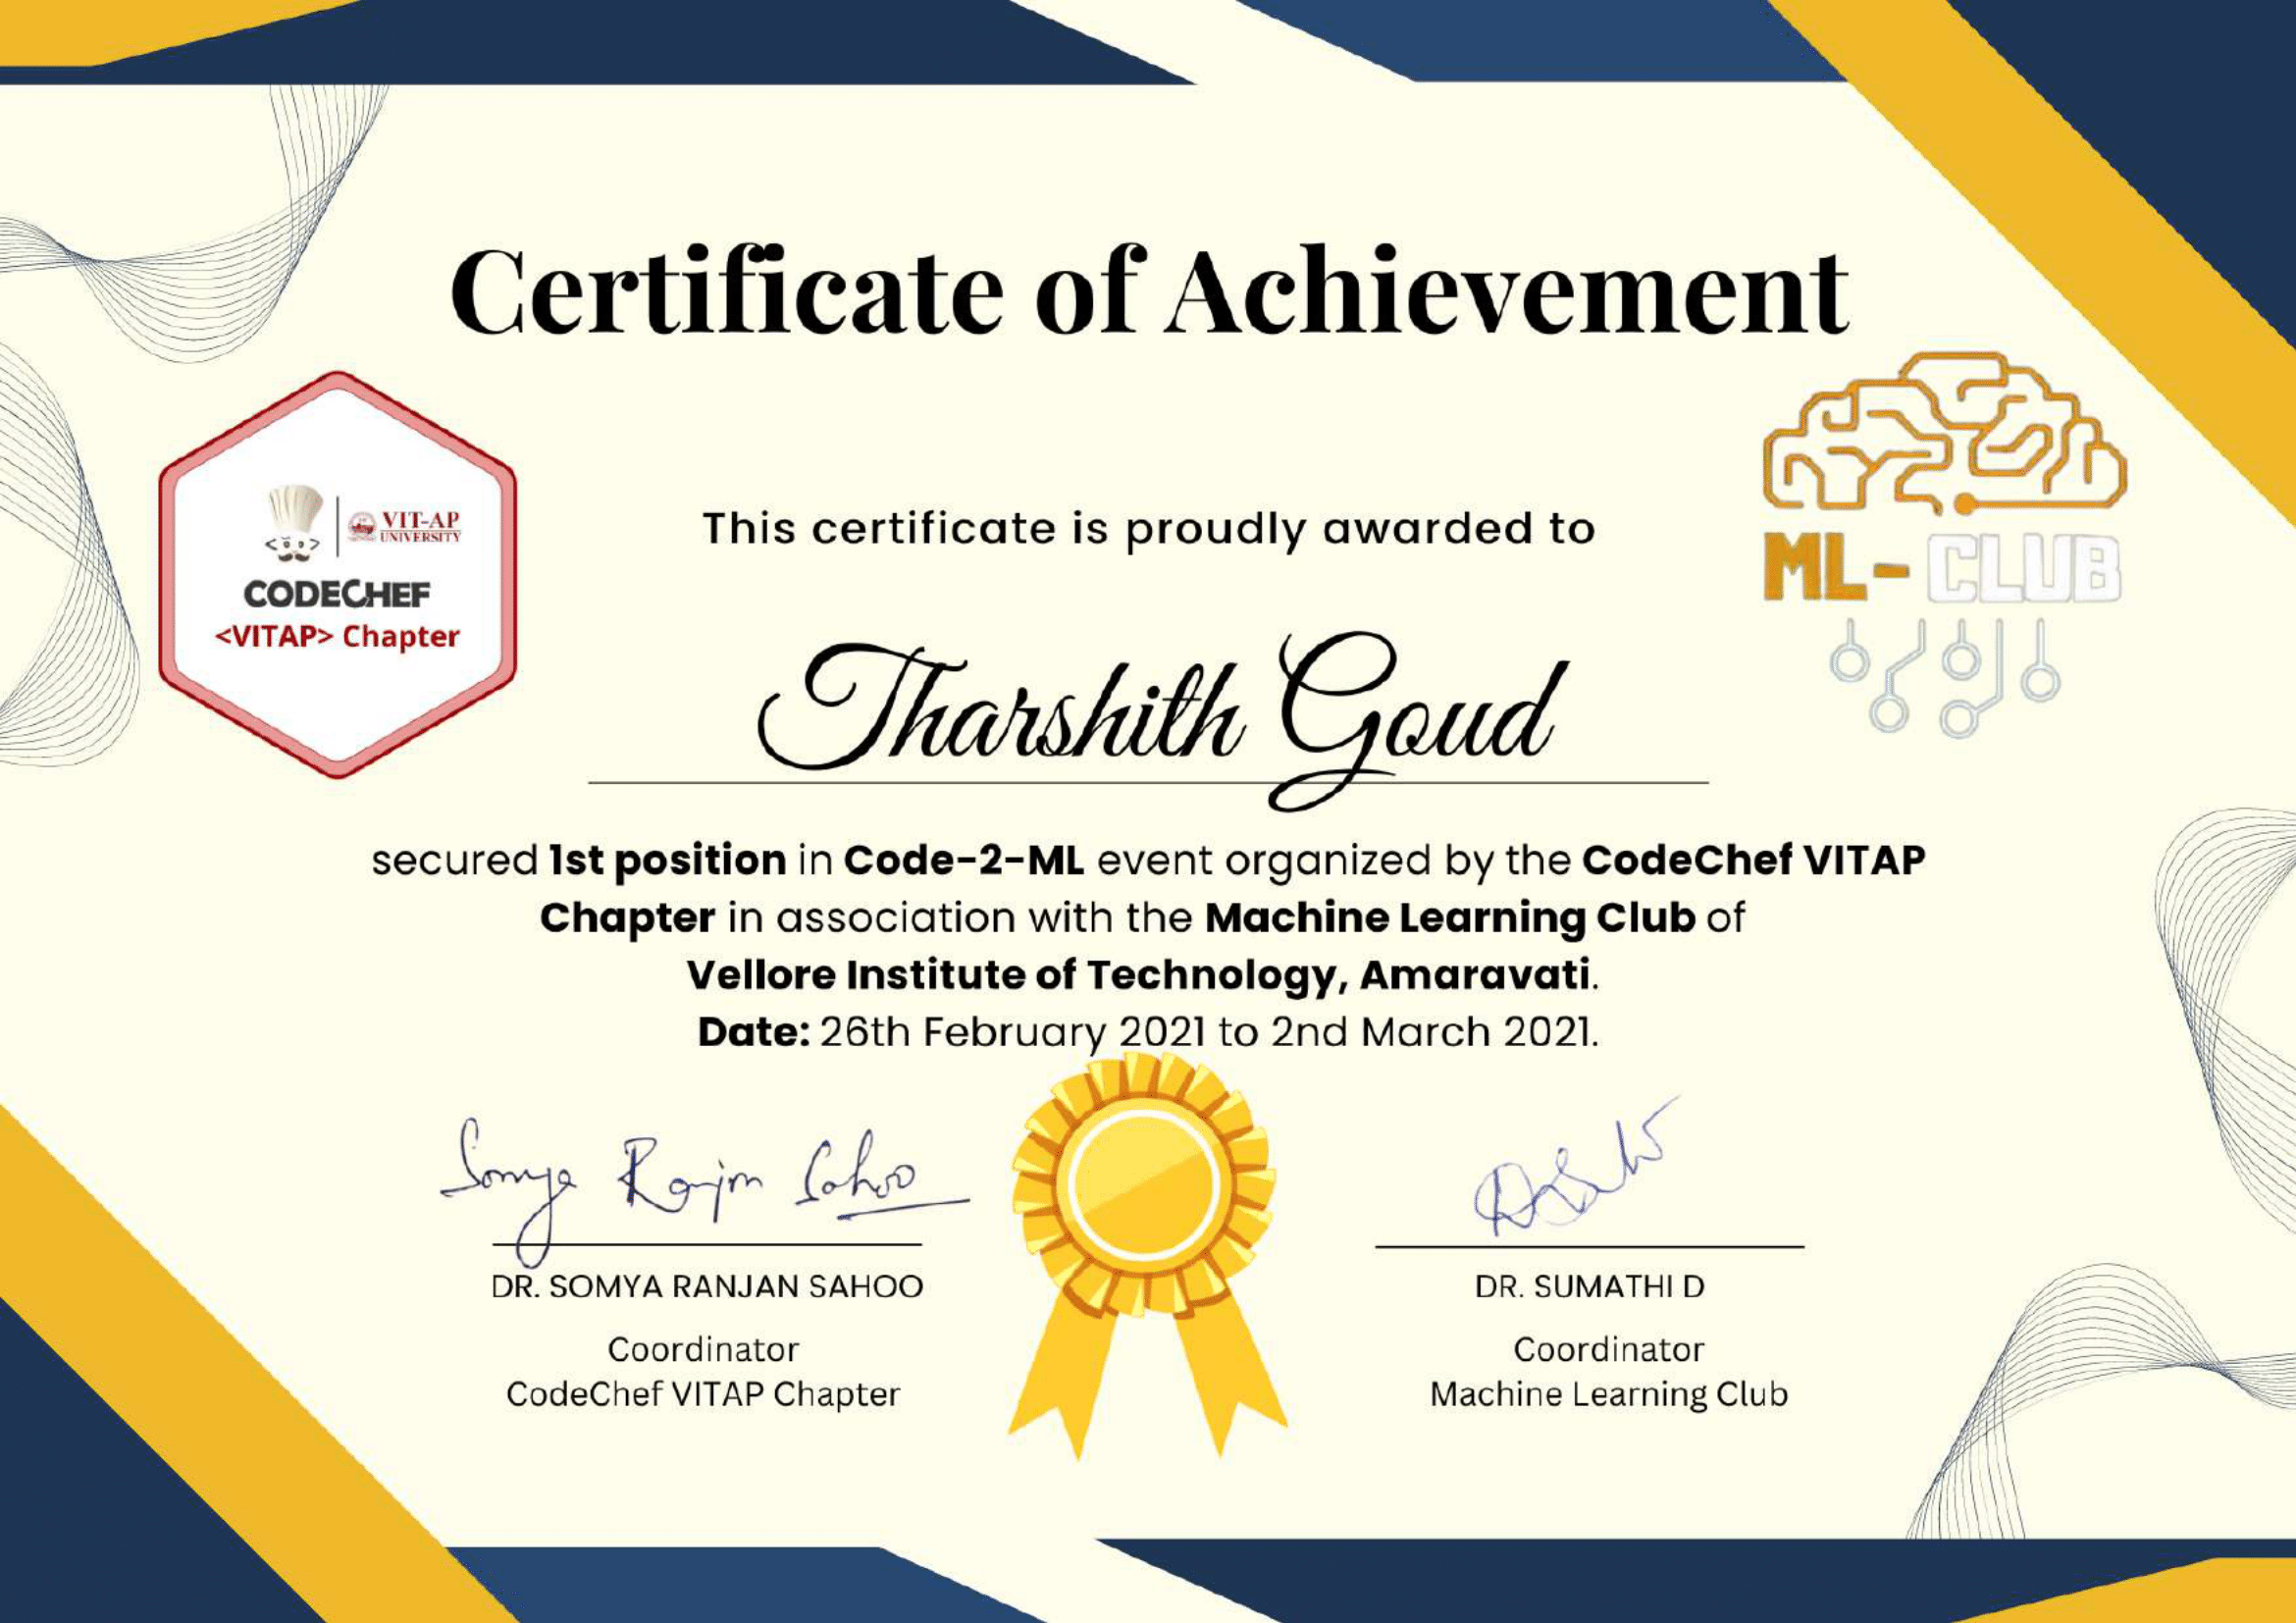 Certificate of Achievement
VIT-AP
UNIVERSITY
CODECHEF
<VITAP> Chapter
ML-CLUB
This certificate is proudly awarded to
Tharshith Goud
secured 1st position in Code-2-ML event organized by the CodeChef VITAP
Chapter in association with the Machine Learning Club of
Vellore Institute of Technology, Amaravati.
Date: 26th February 2021 to 2nd March 2021.
Somya Ranjan Sahoo
DR. SOMYA RANJAN SAHOO
Coordinator
CodeChef VITAP Chapter
DR. SUMATHI D
Coordinator
Machine Learning Club